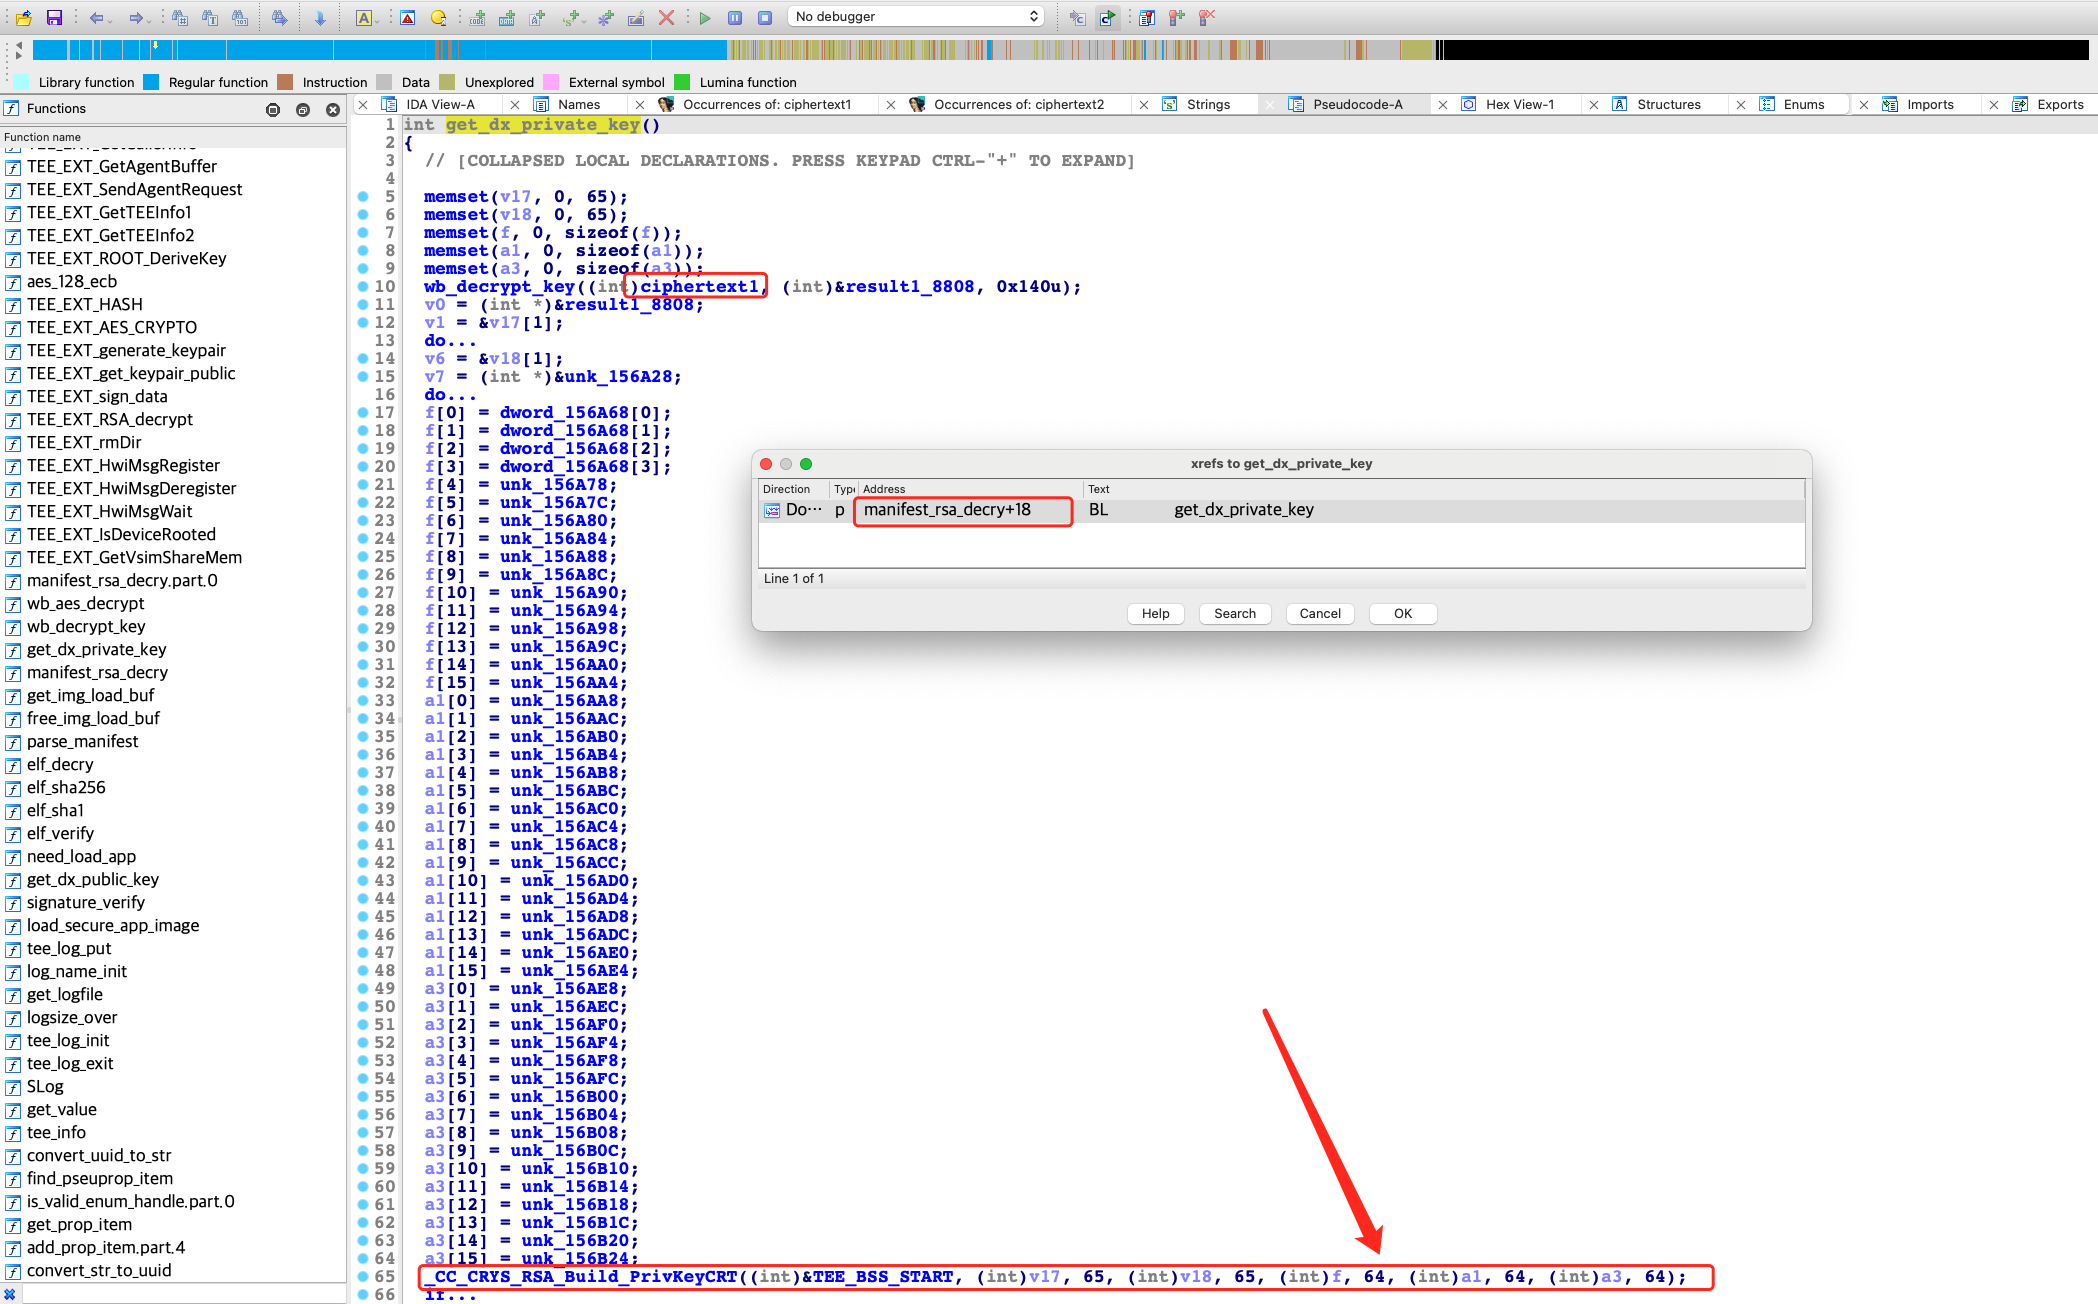 No debugger
Library function Regular function Instruction Data Unexplored External symbol Lumina function
Functions
IDA View-A Names Occurrences of: ciphertext1 Occurrences of: ciphertext2 Strings Pseudocode-A Hex View-1 Structures Enums Imports Exports
Function name
TEE_EXT_GetAgentBuffer
TEE_EXT_SendAgentRequest
TEE_EXT_GetTEEInfo1
TEE_EXT_GetTEEInfo2
TEE_EXT_ROOT_DeriveKey
aes_128_ecb
TEE_EXT_HASH
TEE_EXT_AES_CRYPTO
TEE_EXT_generate_keypair
TEE_EXT_get_keypair_public
TEE_EXT_sign_data
TEE_EXT_RSA_decrypt
TEE_EXT_rmDir
TEE_EXT_HwiMsgRegister
TEE_EXT_HwiMsgDeregister
TEE_EXT_HwiMsgWait
TEE_EXT_IsDeviceRooted
TEE_EXT_GetVsimShareMem
manifest_rsa_decry.part.0
wb_aes_decrypt
wb_decrypt_key
get_dx_private_key
manifest_rsa_decry
get_img_load_buf
free_img_load_buf
parse_manifest
elf_decry
elf_sha256
elf_sha1
elf_verify
need_load_app
get_dx_public_key
signature_verify
load_secure_app_image
tee_log_put
log_name_init
get_logfile
logsize_over
tee_log_init
tee_log_exit
SLog
get_value
tee_info
convert_uuid_to_str
find_pseuprop_item
is_valid_enum_handle.part.0
get_prop_item
add_prop_item.part.4
convert_str_to_uuid
1 int get_dx_private_key()
2 {
3 // [COLLAPSED LOCAL DECLARATIONS. PRESS KEYPAD CTRL-"+" TO EXPAND]
4
5 memset(v17, 0, 65);
6 memset(v18, 0, 65);
7 memset(f, 0, sizeof(f));
8 memset(a1, 0, sizeof(a1));
9 memset(a3, 0, sizeof(a3));
10 wb_decrypt_key((int)ciphertext1, (int)&result1_8808, 0x140u);
11 v0 = (int *)&result1_8808;
12 v1 = &v17[1];
13 do...
14 v6 = &v18[1];
15 v7 = (int *)&unk_156A28;
16 do...
17 f[0] = dword_156A68[0];
18 f[1] = dword_156A68[1];
19 f[2] = dword_156A68[2];
20 f[3] = dword_156A68[3];
21 f[4] = unk_156A78;
22 f[5] = unk_156A7C;
23 f[6] = unk_156A80;
24 f[7] = unk_156A84;
25 f[8] = unk_156A88;
26 f[9] = unk_156A8C;
27 f[10] = unk_156A90;
28 f[11] = unk_156A94;
29 f[12] = unk_156A98;
30 f[13] = unk_156A9C;
31 f[14] = unk_156AA0;
32 f[15] = unk_156AA4;
33 a1[0] = unk_156AA8;
34 a1[1] = unk_156AAC;
35 a1[2] = unk_156AB0;
36 a1[3] = unk_156AB4;
37 a1[4] = unk_156AB8;
38 a1[5] = unk_156ABC;
39 a1[6] = unk_156AC0;
40 a1[7] = unk_156AC4;
41 a1[8] = unk_156AC8;
42 a1[9] = unk_156ACC;
43 a1[10] = unk_156AD0;
44 a1[11] = unk_156AD4;
45 a1[12] = unk_156AD8;
46 a1[13] = unk_156ADC;
47 a1[14] = unk_156AE0;
48 a1[15] = unk_156AE4;
49 a3[0] = unk_156AE8;
50 a3[1] = unk_156AEC;
51 a3[2] = unk_156AF0;
52 a3[3] = unk_156AF4;
53 a3[4] = unk_156AF8;
54 a3[5] = unk_156AFC;
55 a3[6] = unk_156B00;
56 a3[7] = unk_156B04;
57 a3[8] = unk_156B08;
58 a3[9] = unk_156B0C;
59 a3[10] = unk_156B10;
60 a3[11] = unk_156B14;
61 a3[12] = unk_156B18;
62 a3[13] = unk_156B1C;
63 a3[14] = unk_156B20;
64 a3[15] = unk_156B24;
65 _CC_CRYS_RSA_Build_PrivKeyCRT((int)&TEE_BSS_START, (int)v17, 65, (int)v18, 65, (int)f, 64, (int)a1, 64, (int)a3, 64);
66 if...
xrefs to get_dx_private_key
Direction Typ Address Text
Do··· p manifest_rsa_decry+18 BL get_dx_private_key
Line 1 of 1
Help Search Cancel OK